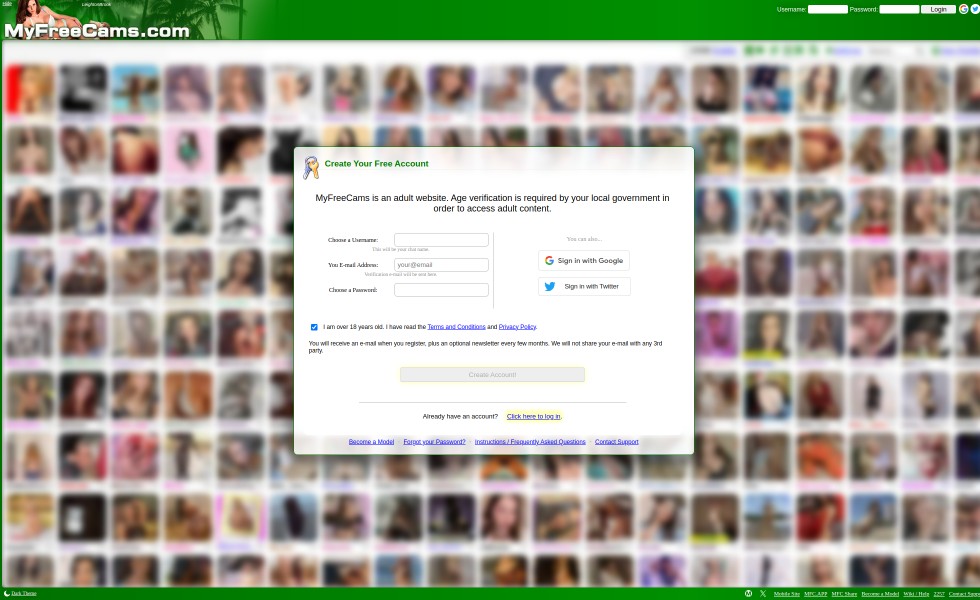 Username: Password: Login
MyFreeCams.com
Create Your Free Account
MyFreeCams is an adult website. Age verification is required by your local government in
order to access adult content.
Choose a Username:
This will be your chat name.
You E-mail Address: your@email
Verification e-mail will be sent here.
Choose a Password:
You can also...
Sign in with Google
Sign in with Twitter
I am over 18 years old. I have read the Terms and Conditions and Privacy Policy.
You will receive an e-mail when you register, plus an optional newsletter every few months. We will not share your e-mail with any 3rd
party.
Create Account!
Already have an account? Click here to log in.
Become a Model - Forgot your Password? - Instructions / Frequently Asked Questions - Contact Support
Dark Theme
Mobile Site MFC.APP MFC Share Become a Model Wiki / Help 2257 Contact